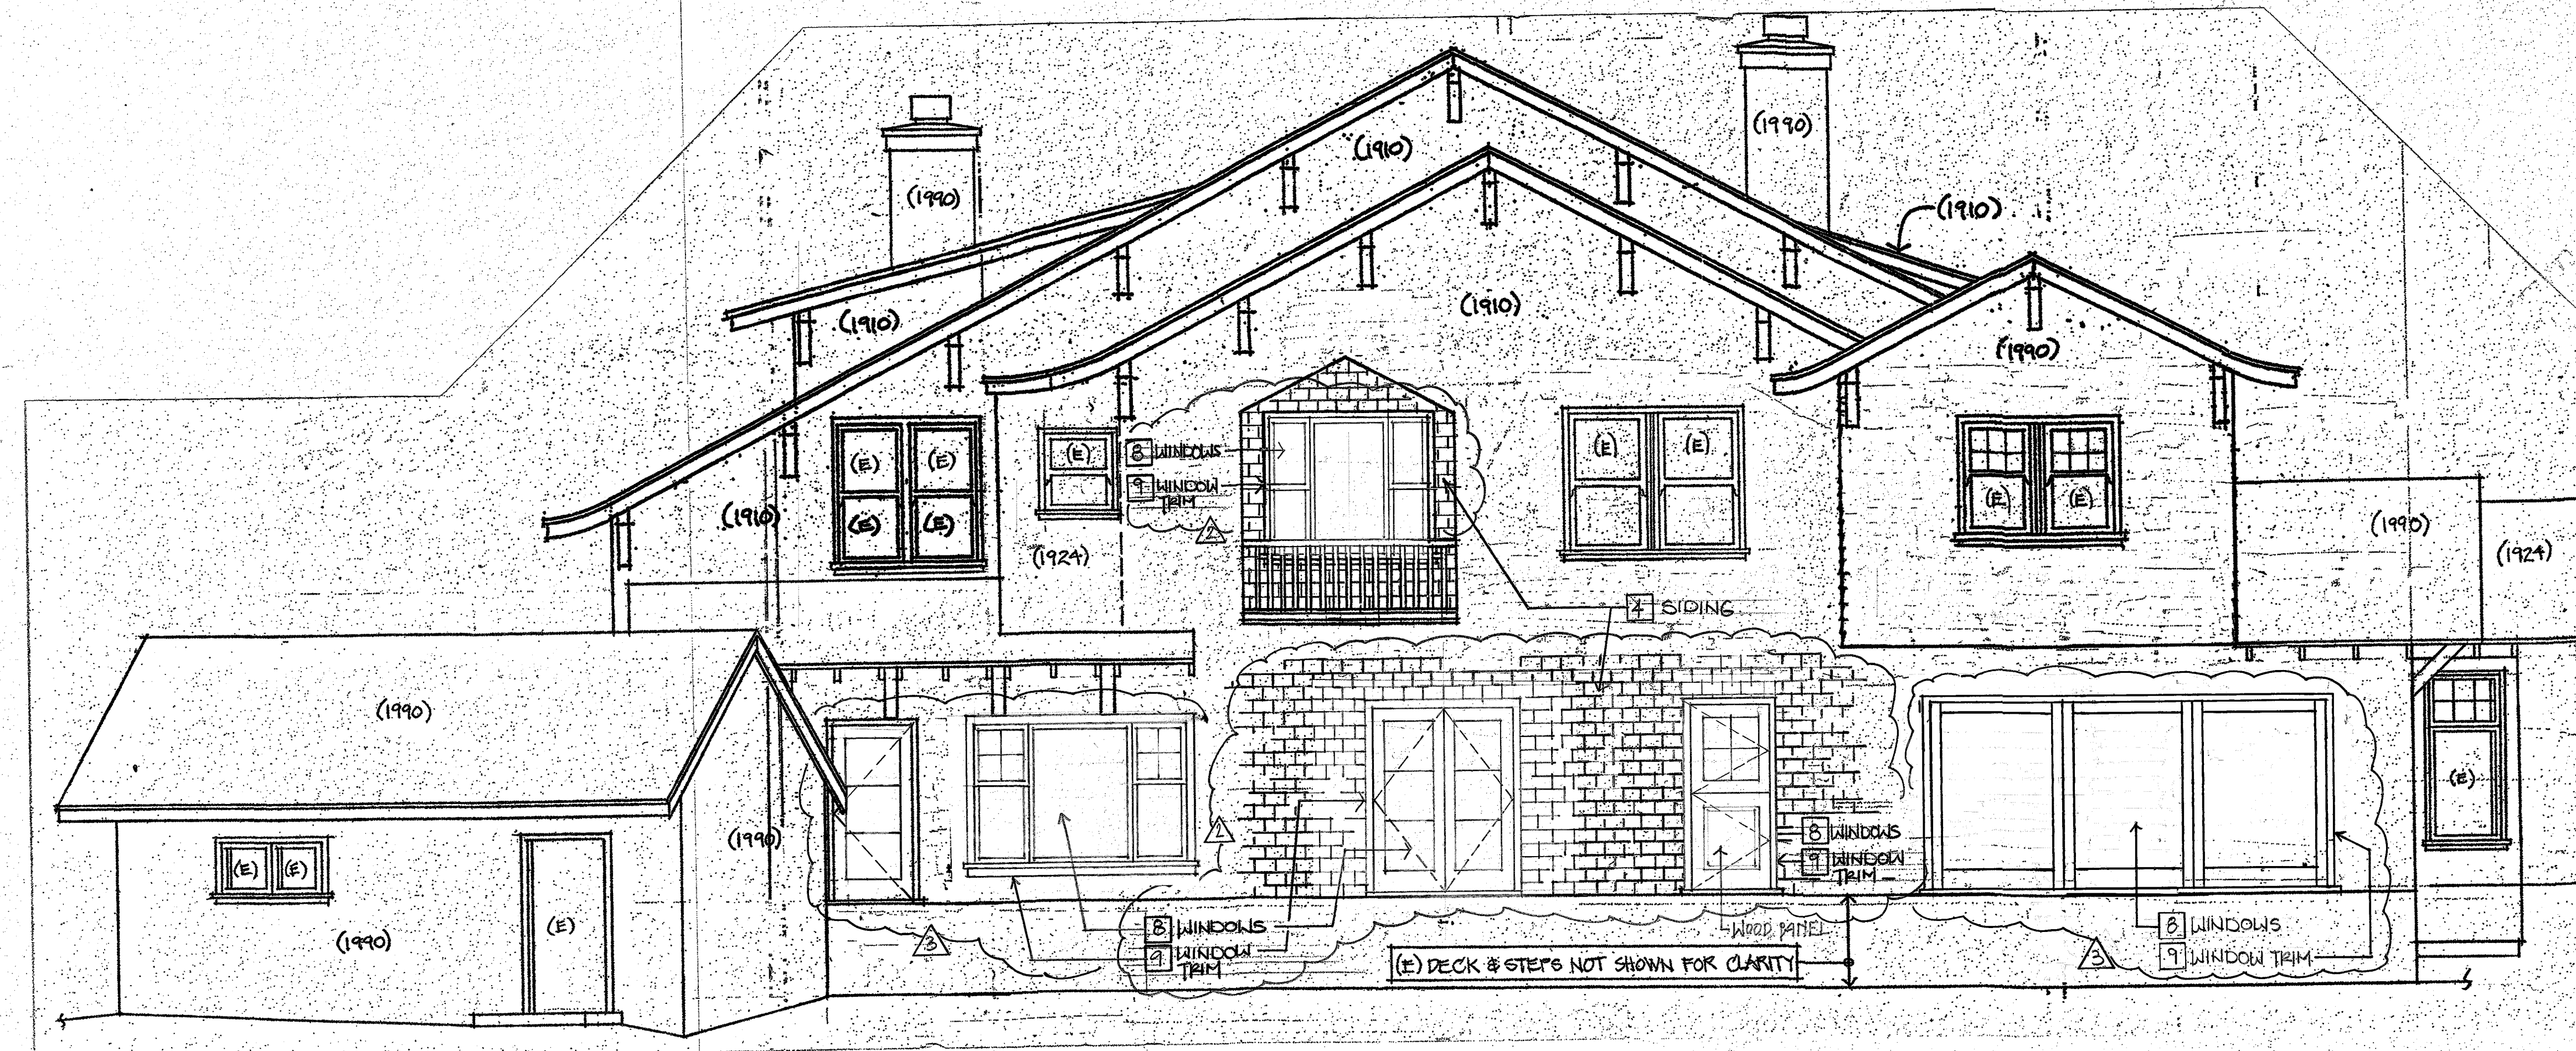 (1990)
(1910)
(1990)
(1910)
(1910)
(1910)
(1990)
(E)
(E)
(E)
(E)
(1910)
(E)
(1924)
8 WINDOWS
9 WINDOW
TRIM
2
(E)
(E)
(E)
(E)
(1990)
(1924)
4 SIDING
(1990)
(1990)
(E)
(E)
(E)
(1990)
2
8 WINDOWS
9 WINDOW
TRIM
(E)
3
8 WINDOWS
9 WINDOW
TRIM
WOOD PANEL
(E) DECK & STEPS NOT SHOWN FOR CLARITY
3
8 WINDOWS
9 WINDOW TRIM